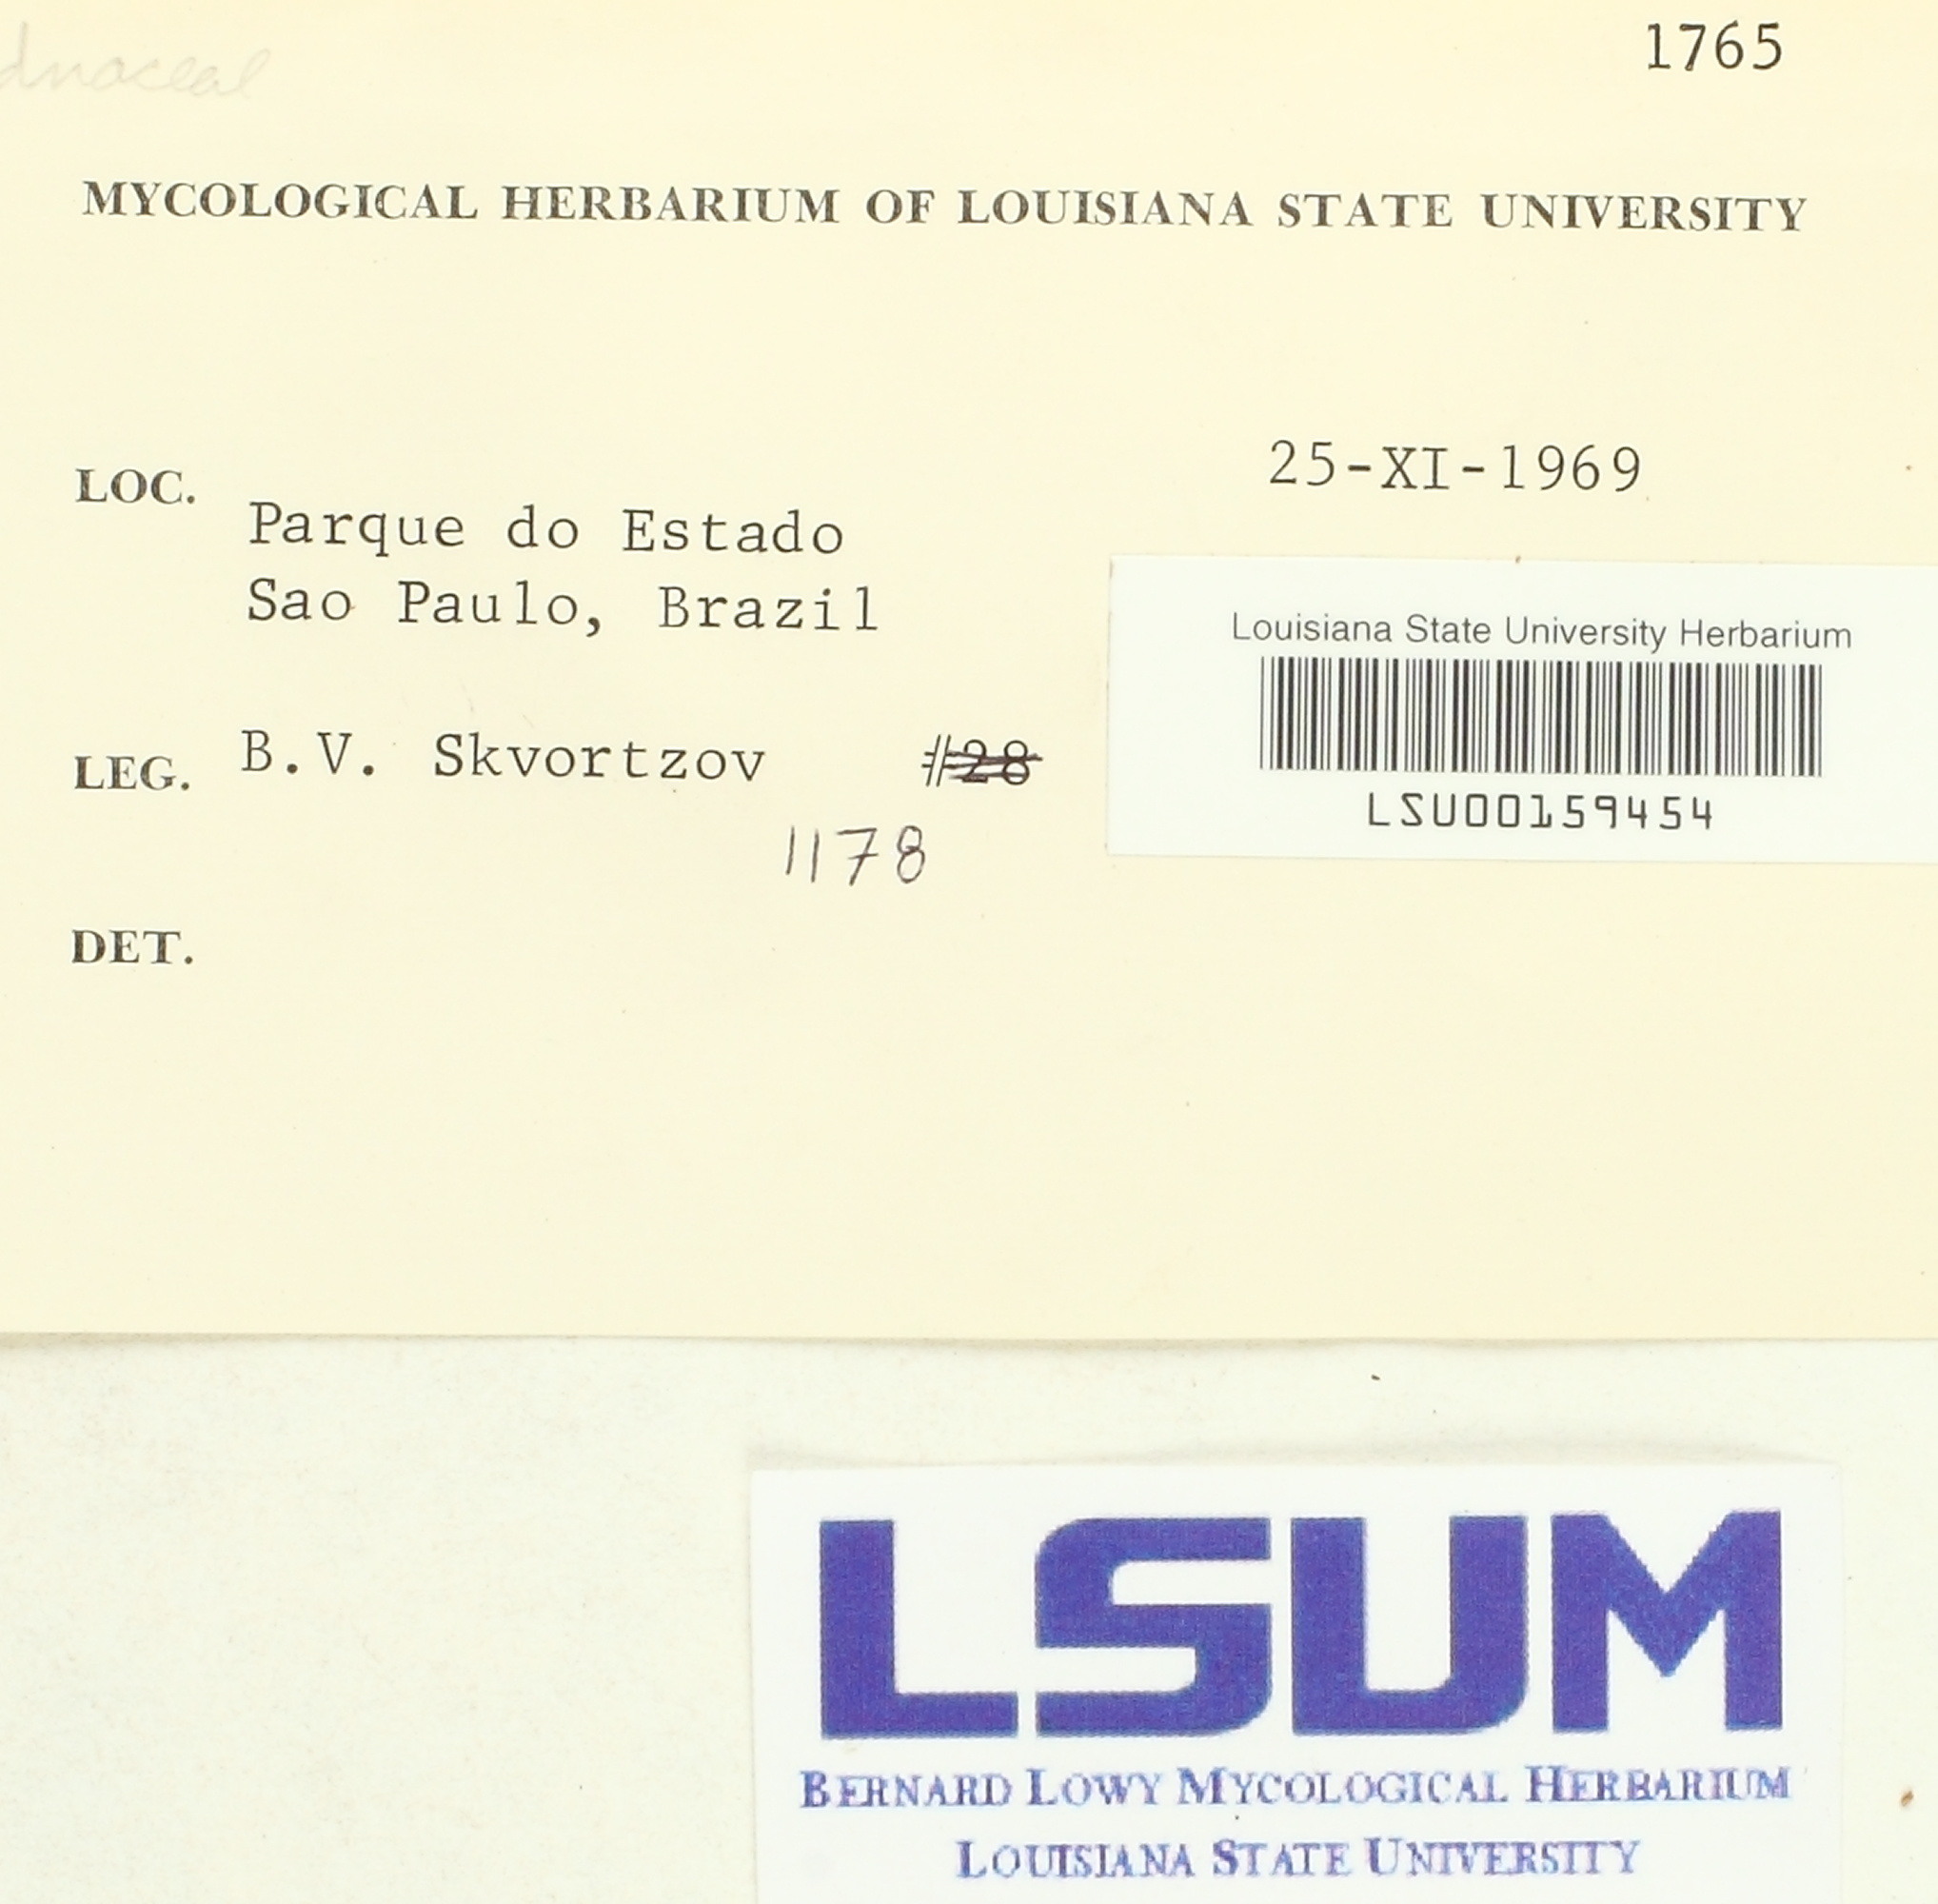 1765
MYCOLOGICAL HERBARIUM OF LOUISIANA STATE UNIVERSITY
25-XI-1969
LOC.
Parque do Estado
Sao Paulo, Brazil
Louisiana State University Herbarium
LSU00159454
LEG. B.V. Skvortzov #28
1178
DET.
LSUM
BERNARD LOWY MYCOLOGICAL HERBARIUM
LOUISIANA STATE UNIVERSITY